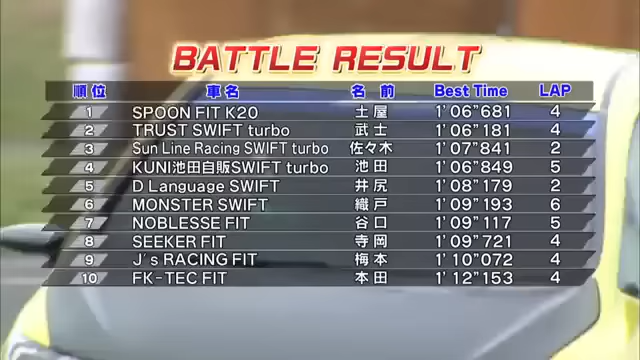 BATTLE RESULT
順位 車名 名前 Best Time LAP
1 SPOON FIT K20 土屋 1'06"681 4
2 TRUST SWIFT turbo 武士 1'06"181 4
3 Sun Line Racing SWIFT turbo 佐々木 1'07"841 2
4 KUNI池田自販SWIFT turbo 池田 1'06"849 5
5 D Language SWIFT 井尻 1'08"179 2
6 MONSTER SWIFT 織戸 1'09"193 6
7 NOBLESSE FIT 谷口 1'09"117 5
8 SEEKER FIT 寺岡 1'09"721 4
9 J's RACING FIT 梅本 1'10"072 4
10 FK-TEC FIT 本田 1'12"153 4